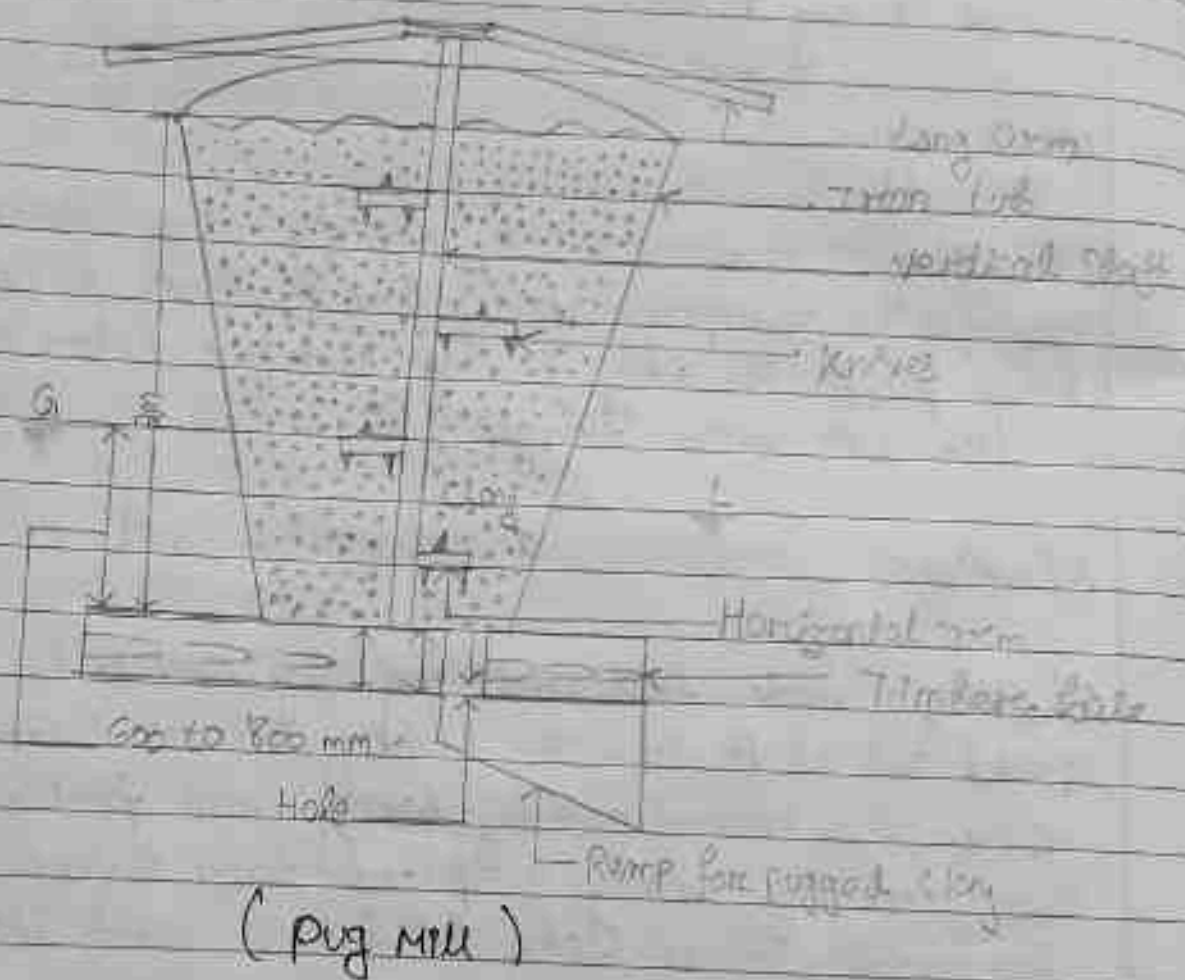 Long arm
Iron tub
Vertical shaft
Knives
G
L
Clay
Horizontal arm
Timber base
600 to 800 mm
Hole
Ramp for pugged clay
(Pug Mill)